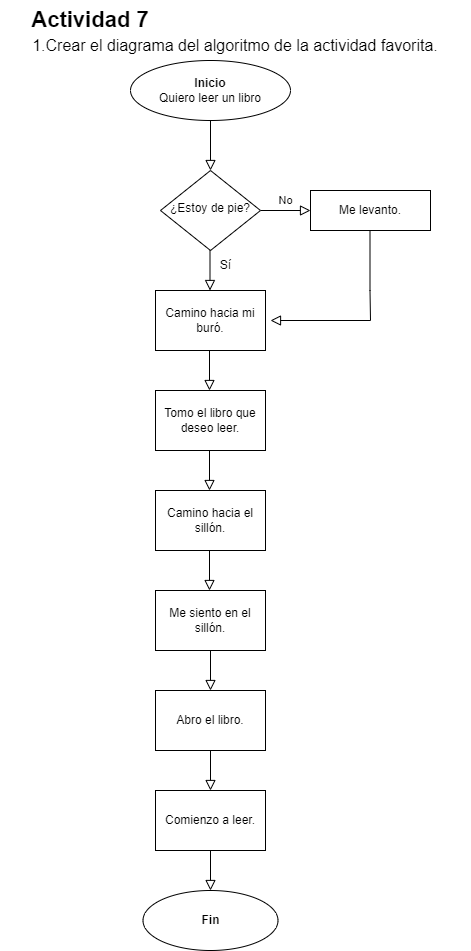 Actividad 7
1.Crear el diagrama del algoritmo de la actividad favorita.
Inicio
Quiero leer un libro
¿Estoy de pie?
No
Me levanto.
Sí
Camino hacia mi
buró.
Tomo el libro que
deseo leer.
Camino hacia el
sillón.
Me siento en el
sillón.
Abro el libro.
Comienzo a leer.
Fin